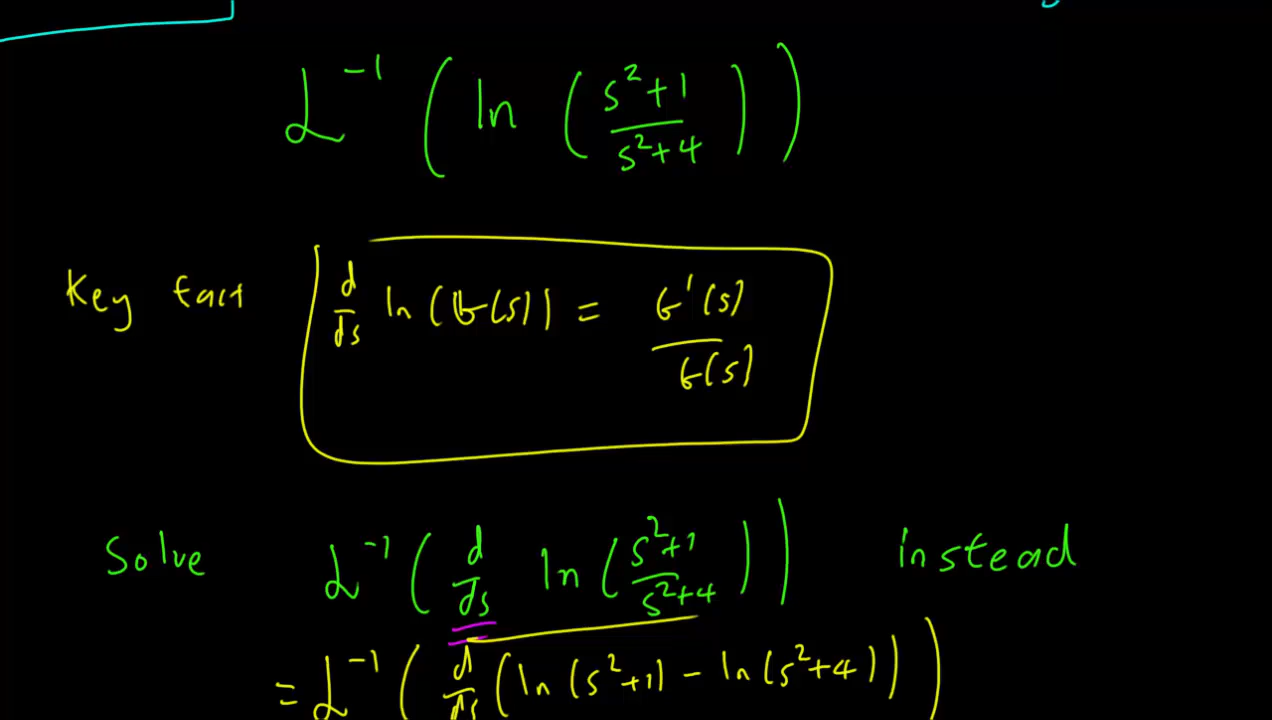 ℒ⁻¹ ( ln ( (s²+1)/(s²+4) ) )
Key fact d/ds ln(G(s)) = G'(s)/G(s)
Solve ℒ⁻¹ ( d/ds ln ( (s²+1)/(s²+4) ) ) instead
= ℒ⁻¹ ( d/ds ( ln(s²+1) − ln(s²+4) ) )